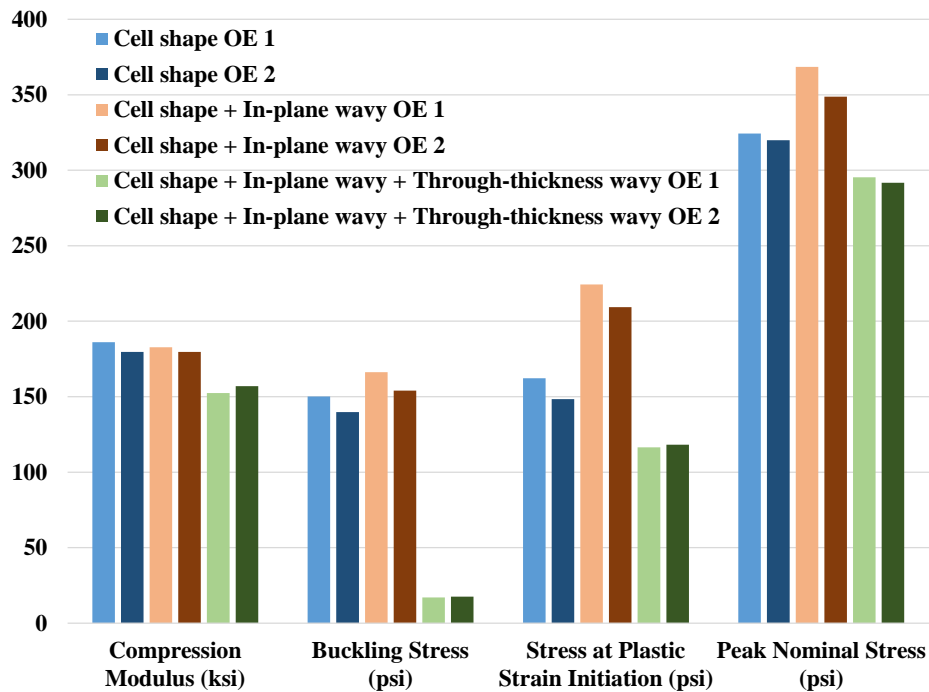 400
350
300
250
200
150
100
50
0
Cell shape OE 1
Cell shape OE 2
Cell shape + In-plane wavy OE 1
Cell shape + In-plane wavy OE 2
Cell shape + In-plane wavy + Through-thickness wavy OE 1
Cell shape + In-plane wavy + Through-thickness wavy OE 2
Compression
Modulus (ksi)
Buckling Stress
(psi)
Stress at Plastic
Strain Initiation (psi)
Peak Nominal Stress
(psi)